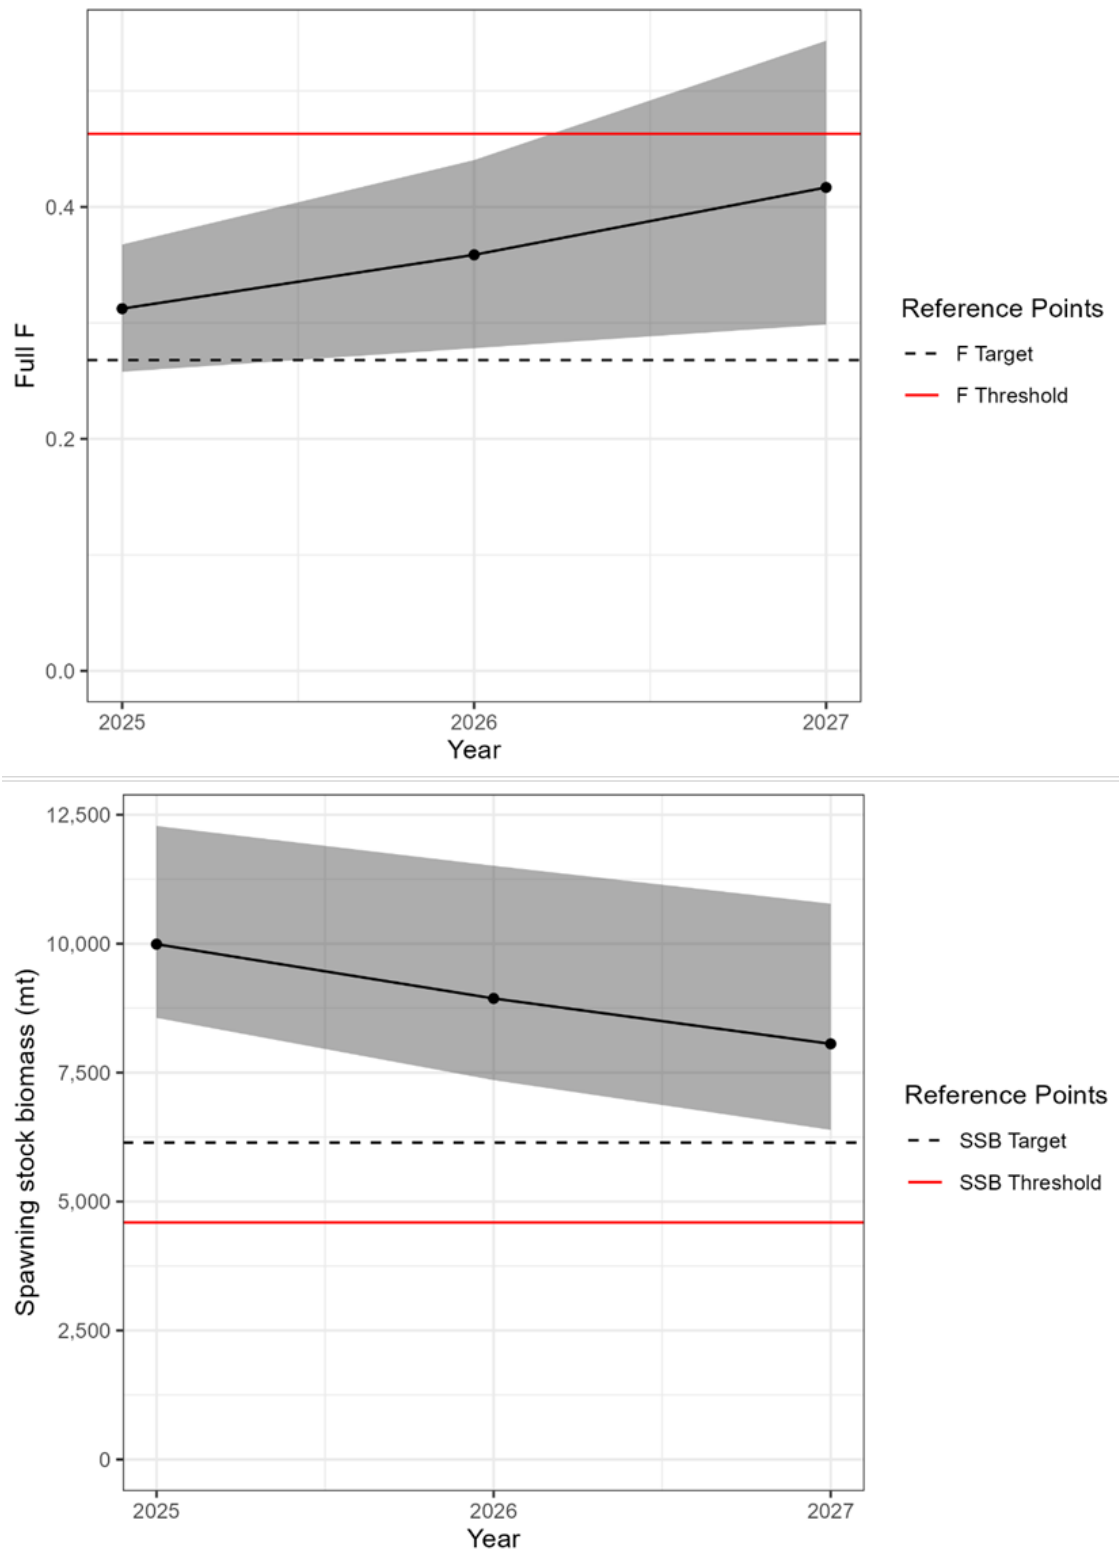 Full F
0.4
0.2
0.0
2025 2026 2027
Year
Reference Points
F Target
F Threshold
Spawning stock biomass (mt)
12,500
10,000
7,500
5,000
2,500
0
2025 2026 2027
Year
Reference Points
SSB Target
SSB Threshold